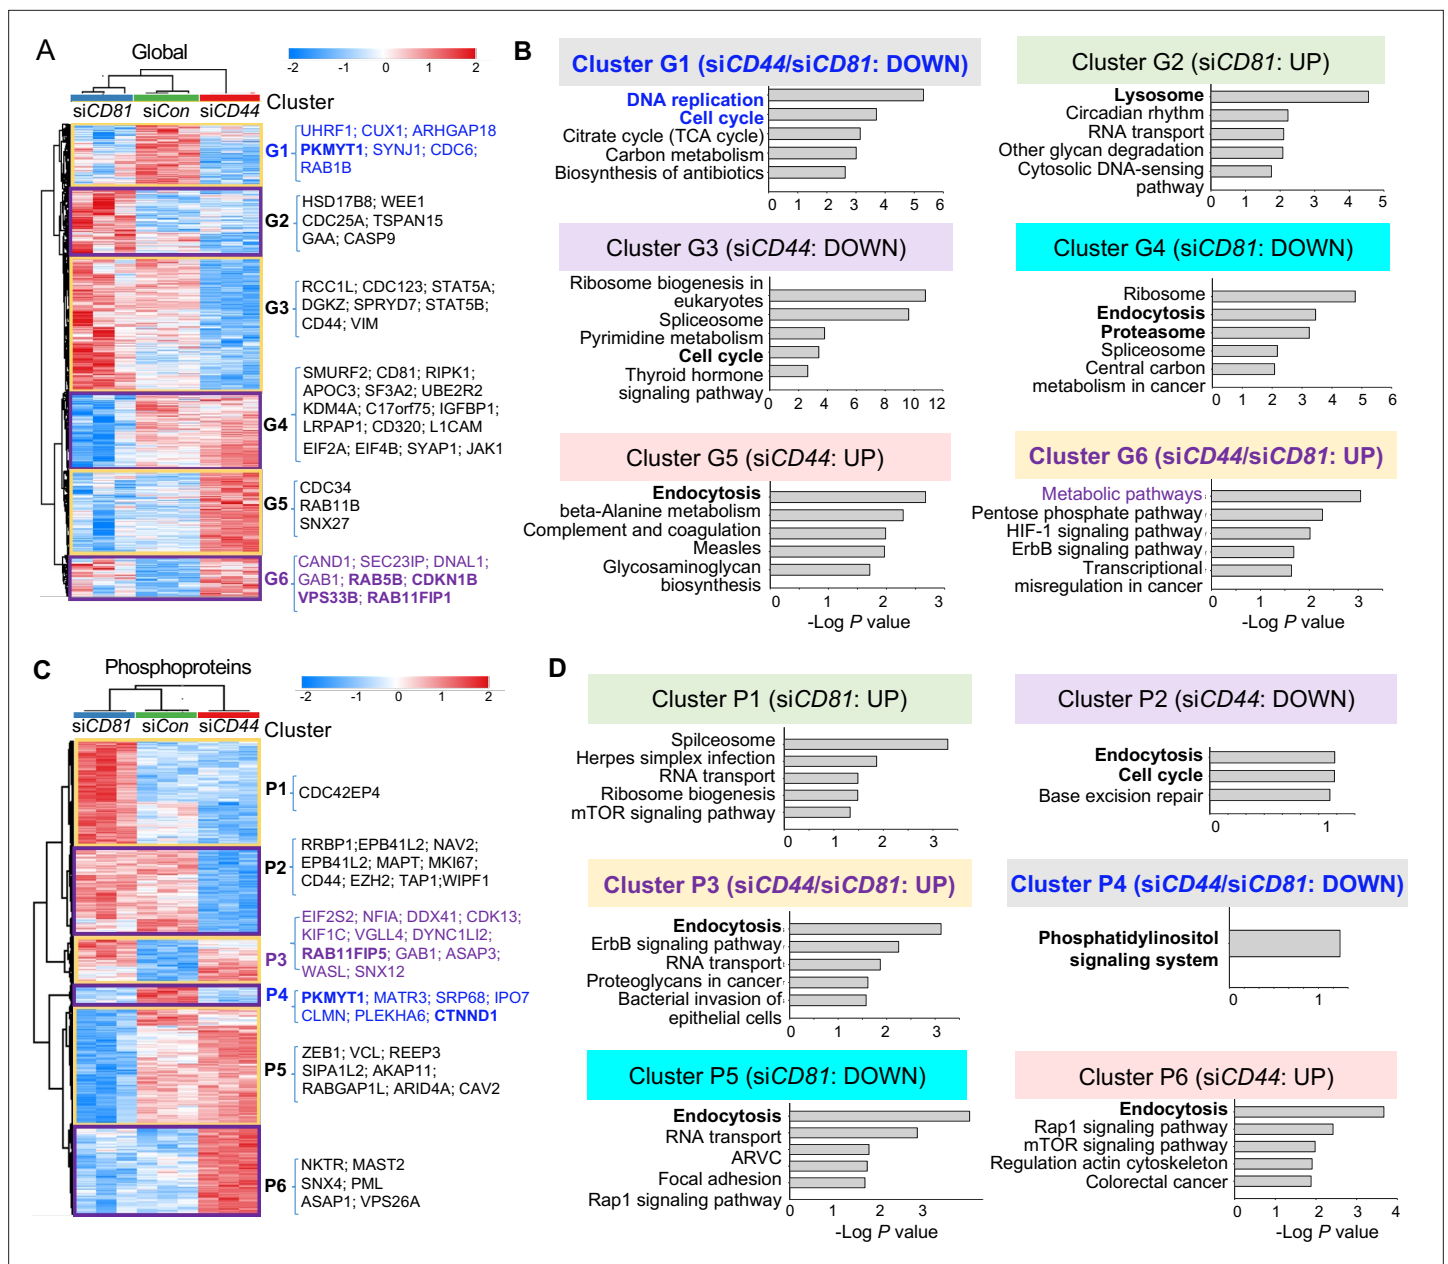 A
Global
-2 -1 0 1 2
siCD81 siCon siCD44
Cluster
G1
UHRF1; CUX1; ARHGAP18
PKMYT1; SYNJ1; CDC6;
RAB1B
G2
HSD17B8; WEE1
CDC25A; TSPAN15
GAA; CASP9
G3
RCC1L; CDC123; STAT5A;
DGKZ; SPRYD7; STAT5B;
CD44; VIM
G4
SMURF2; CD81; RIPK1;
APOC3; SF3A2; UBE2R2
KDM4A; C17orf75; IGFBP1;
LRPAP1; CD320; L1CAM
EIF2A; EIF4B; SYAP1; JAK1
G5
CDC34
RAB11B
SNX27
G6
CAND1; SEC23IP; DNAL1;
GAB1; RAB5B; CDKN1B
VPS33B; RAB11FIP1
B
Cluster G1 (siCD44/siCD81: DOWN)
DNA replication
Cell cycle
Citrate cycle (TCA cycle)
Carbon metabolism
Biosynthesis of antibiotics
0 1 2 3 4 5 6
Cluster G2 (siCD81: UP)
Lysosome
Circadian rhythm
RNA transport
Other glycan degradation
Cytosolic DNA-sensing
pathway
0 1 2 3 4 5
Cluster G3 (siCD44: DOWN)
Ribosome biogenesis in
eukaryotes
Spliceosome
Pyrimidine metabolism
Cell cycle
Thyroid hormone
signaling pathway
0 2 4 6 8 10 12
Cluster G4 (siCD81: DOWN)
Ribosome
Endocytosis
Proteasome
Spliceosome
Central carbon
metabolism in cancer
0 1 2 3 4 5 6
Cluster G5 (siCD44: UP)
Endocytosis
beta-Alanine metabolism
Complement and coagulation
Measles
Glycosaminoglycan
biosynthesis
0 1 2 3
-Log P value
Cluster G6 (siCD44/siCD81: UP)
Metabolic pathways
Pentose phosphate pathway
HIF-1 signaling pathway
ErbB signaling pathway
Transcriptional
misregulation in cancer
0 1 2 3
-Log P value
C
Phosphoproteins
-2 -1 0 1 2
siCD81 siCon siCD44
Cluster
P1
CDC42EP4
P2
RRBP1;EPB41L2; NAV2;
EPB41L2; MAPT; MKI67;
CD44; EZH2; TAP1;WIPF1
P3
EIF2S2; NFIA; DDX41; CDK13;
KIF1C; VGLL4; DYNC1LI2;
RAB11FIP5; GAB1; ASAP3;
WASL; SNX12
P4
PKMYT1; MATR3; SRP68; IPO7
CLMN; PLEKHA6; CTNND1
P5
ZEB1; VCL; REEP3
SIPA1L2; AKAP11;
RABGAP1L; ARID4A; CAV2
P6
NKTR; MAST2
SNX4; PML
ASAP1; VPS26A
D
Cluster P1 (siCD81: UP)
Spilceosome
Herpes simplex infection
RNA transport
Ribosome biogenesis
mTOR signaling pathway
0 1 2 3
Cluster P2 (siCD44: DOWN)
Endocytosis
Cell cycle
Base excision repair
0 1
Cluster P3 (siCD44/siCD81: UP)
Endocytosis
ErbB signaling pathway
RNA transport
Proteoglycans in cancer
Bacterial invasion of
epithelial cells
0 1 2 3
Cluster P4 (siCD44/siCD81: DOWN)
Phosphatidylinositol
signaling system
0 1
Cluster P5 (siCD81: DOWN)
Endocytosis
RNA transport
ARVC
Focal adhesion
Rap1 signaling pathway
0 1 2 3
-Log P value
Cluster P6 (siCD44: UP)
Endocytosis
Rap1 signaling pathway
mTOR signaling pathway
Regulation actin cytoskeleton
Colorectal cancer
0 1 2 3 4
-Log P value